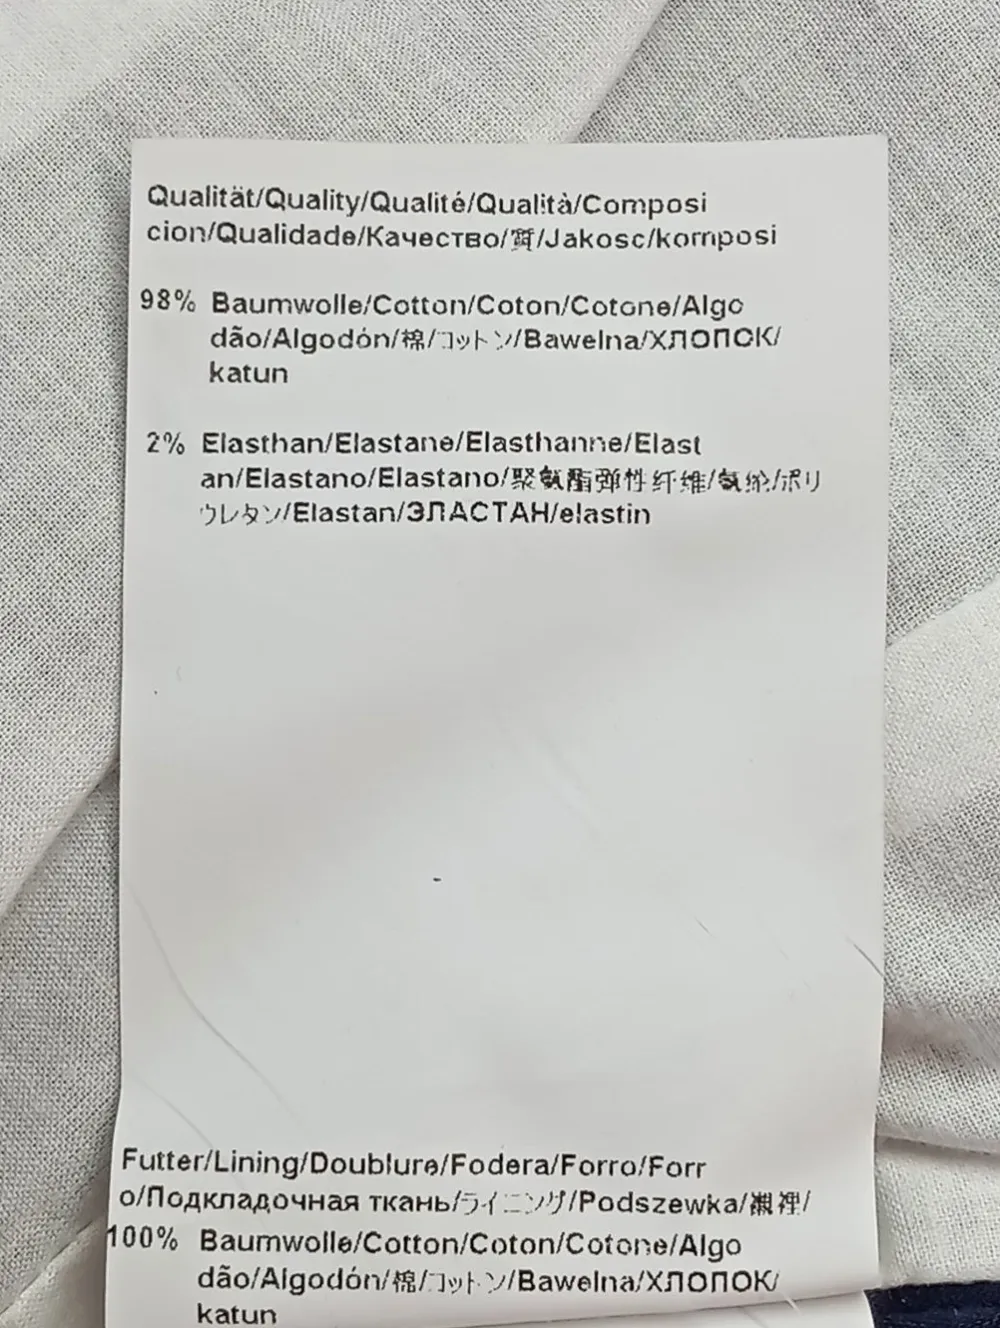 Qualität/Quality/Qualité/Qualità/Composi
cion/Qualidade/Качество/質/Jakosc/komposi
98% Baumwolle/Cotton/Coton/Cotone/Algo
dão/Algodón/棉/コットン/Bawelna/ХЛОПОК/
katun
2% Elasthan/Elastane/Elasthanne/Elast
an/Elastano/Elastano/聚氨酯弹性纤维/氨纶/ポリ
ウレタン/Elastan/ЭЛАСТАН/elastin
Futter/Lining/Doublure/Fodera/Forro/Forr
o/Подкладочная ткань/ライニング/Podszewka/襯裡/
100% Baumwolle/Cotton/Coton/Cotone/Algo
dão/Algodón/棉/コットン/Bawelna/ХЛОПОК/
katun